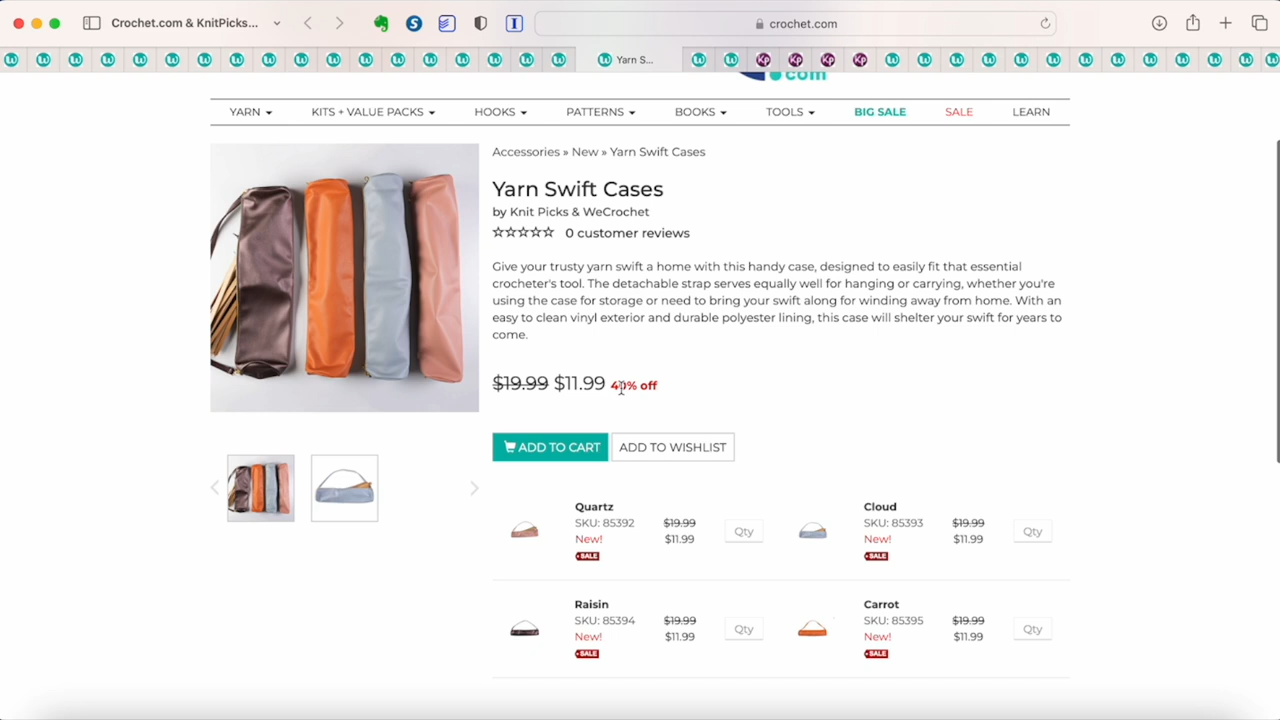 Crochet.com & KnitPicks...
crochet.com
Yarn S...
.com
YARN KITS + VALUE PACKS HOOKS PATTERNS BOOKS TOOLS BIG SALE SALE LEARN
Accessories » New » Yarn Swift Cases
Yarn Swift Cases
by Knit Picks & WeCrochet
0 customer reviews
Give your trusty yarn swift a home with this handy case, designed to easily fit that essential
crocheter's tool. The detachable strap serves equally well for hanging or carrying, whether you're
using the case for storage or need to bring your swift along for winding away from home. With an
easy to clean vinyl exterior and durable polyester lining, this case will shelter your swift for years to
come.
$19.99 $11.99 40% off
ADD TO CART ADD TO WISHLIST
Quartz
SKU: 85392 $19.99
New! $11.99
Qty
SALE
Cloud
SKU: 85393 $19.99
New! $11.99
Qty
SALE
Raisin
SKU: 85394 $19.99
New! $11.99
Qty
SALE
Carrot
SKU: 85395 $19.99
New! $11.99
Qty
SALE